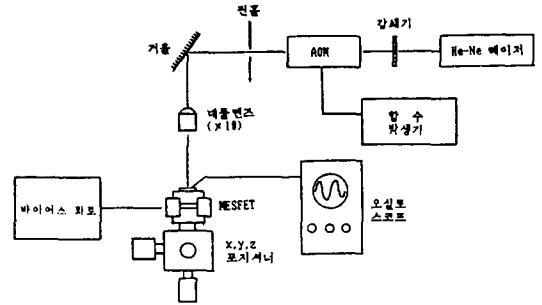 핀홀
감쇄기
거울
AOM
He-Ne 레이저
대물렌즈
(×10)
함 수
발생기
바이어스 회로
MESFET
오실로
스코프
x,y,z
포지셔너